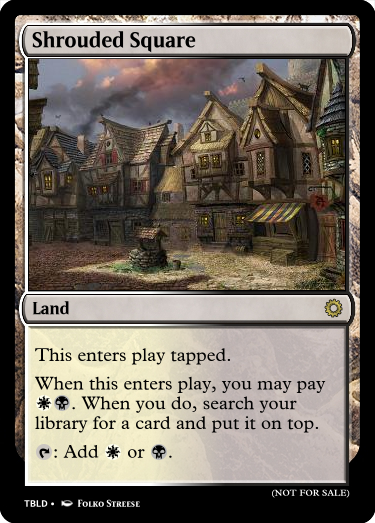 Shrouded Square
Land
This enters play tapped.
When this enters play, you may pay
. When you do, search your
library for a card and put it on top.
: Add or .
(NOT FOR SALE)
TBLD • Folko Streese